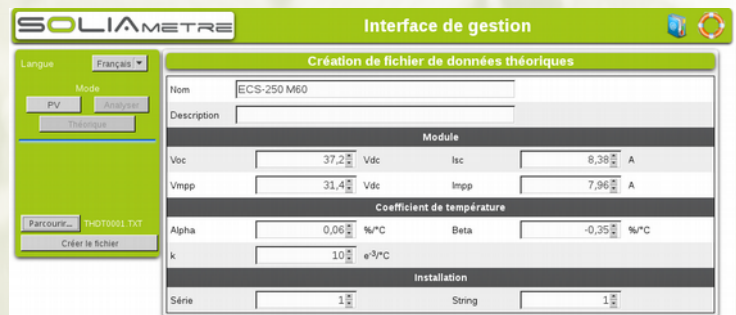 SOLIAMETRE
Interface de gestion
Langue Français
Mode
PV Analyser
Théorique
Parcourir... THDT0001.TXT
Créer le fichier
Création de fichier de données théoriques
Nom ECS-250 M60
Description
Module
Voc 37,2 Vdc Isc 8,38 A
Vmpp 31,4 Vdc Impp 7,96 A
Coefficient de température
Alpha 0,06 %/°C Beta -0,35 %/°C
k 10 e-3/°C
Installation
Série 1 String 1